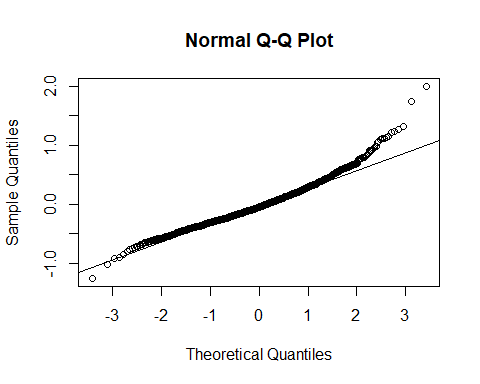 Normal Q-Q Plot
Sample Quantiles
2.0
1.0
0.0
-1.0
-3 -2 -1 0 1 2 3
Theoretical Quantiles